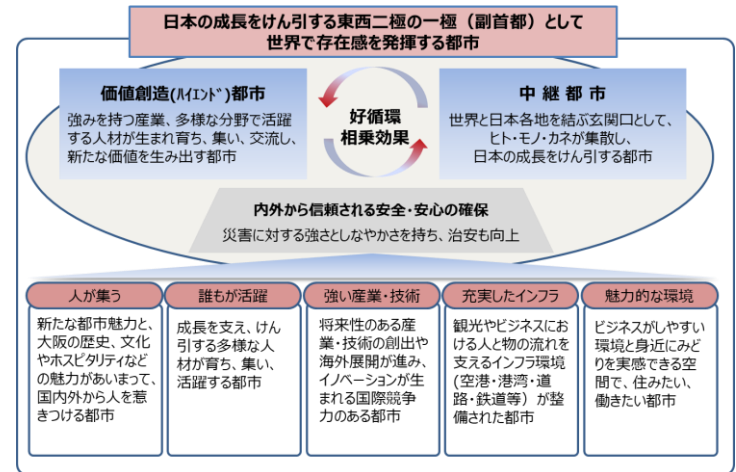 日本の成長をけん引する東西二極の一極（副首都）として
世界で存在感を発揮する都市
価値創造(ﾊｲｴﾝﾄﾞ)都市
強みを持つ産業、多様な分野で活躍
する人材が生まれ育ち、集い、交流し、
新たな価値を生み出す都市
好循環
相乗効果
中 継 都 市
世界と日本各地を結ぶ玄関口として、
ヒト・モノ・カネが集散し、
日本の成長をけん引する都市
内外から信頼される安全・安心の確保
災害に対する強さとしなやかさを持ち、治安も向上
人が集う
新たな都市魅力と、
大阪の歴史、文化
やホスピタリティなど
の魅力があいまって、
国内外から人を惹
きつける都市
誰もが活躍
成長を支え、けん
引する多様な人
材が育ち、集い、
活躍する都市
強い産業・技術
将来性のある産
業・技術の創出や
海外展開が進み、
イノベーションが生
まれる国際競争
力のある都市
充実したインフラ
観光やビジネスにお
ける人と物の流れを
支えるインフラ環境
(空港・港湾・道
路・鉄道等）が整
備された都市
魅力的な環境
ビジネスがしやすい
環境と身近にみど
りを実感できる空
間で、住みたい、
働きたい都市